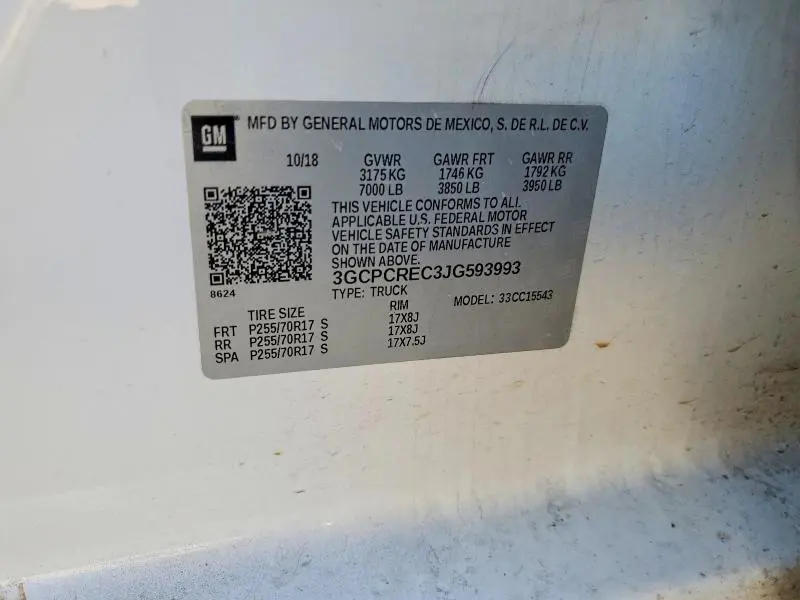 GM MFD BY GENERAL MOTORS DE MEXICO, S. DE R.L. DE C.V.
10/18 GVWR GAWR FRT GAWR RR
3175 KG 1746 KG 1792 KG
7000 LB 3850 LB 3950 LB
THIS VEHICLE CONFORMS TO ALL
APPLICABLE U.S. FEDERAL MOTOR
VEHICLE SAFETY STANDARDS IN EFFECT
ON THE DATE OF MANUFACTURE
SHOWN ABOVE.
3GCPCREC3JG593993
8624 TYPE: TRUCK MODEL: 33CC15543
TIRE SIZE RIM
FRT P255/70R17 S 17X8J
RR P255/70R17 S 17X8J
SPA P255/70R17 S 17X7.5J